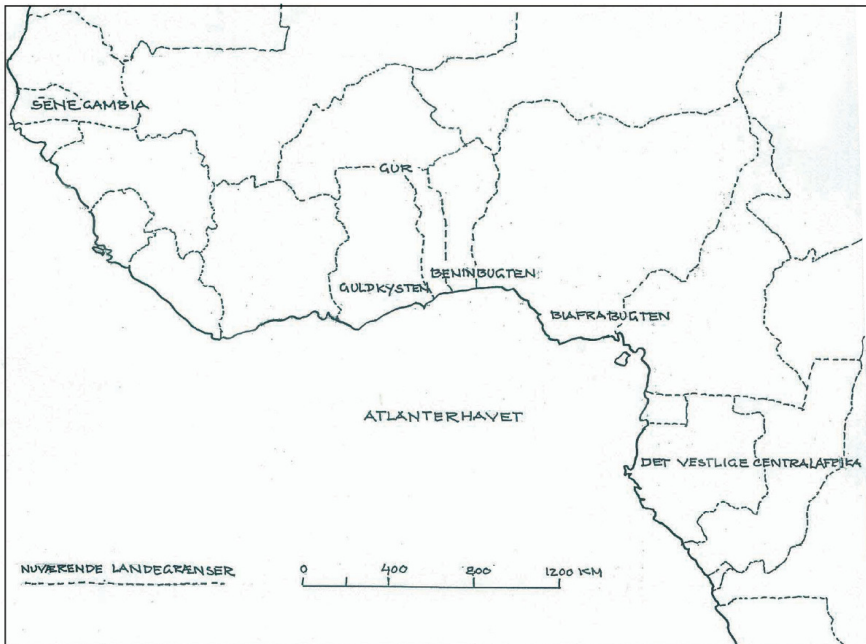 SENEGAMBIA
GUR
BENINBUGTEN
GULDKYSTEN
BIAFRABUGTEN
ATLANTERHAVET
DET VESTLIGE CENTRALAFRIKA
NUVÆRENDE LANDEGRÆNSER
0 400 800 1200 KM